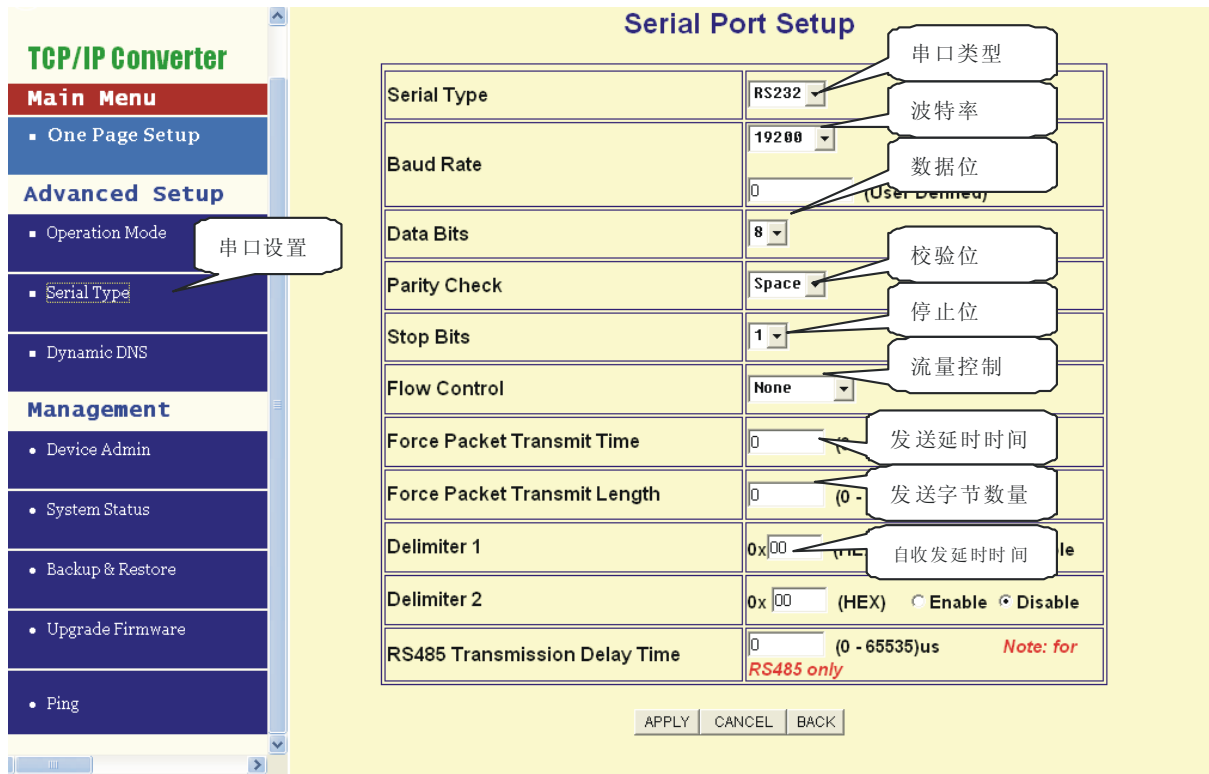 TCP/IP Converter
Main Menu
One Page Setup
Advanced Setup
Operation Mode
串口设置
Serial Type
Dynamic DNS
Management
Device Admin
System Status
Backup & Restore
Upgrade Firmware
Ping
Serial Port Setup
串口类型
Serial Type RS232
波特率
Baud Rate 19200
数据位
0 (User Defined)
Data Bits 8
校验位
Parity Check Space
停止位
Stop Bits 1
流量控制
Flow Control None
Force Packet Transmit Time 0
发送延时时间
Force Packet Transmit Length 0 (0 -
发送字节数量
Delimiter 1 0x 00
自收发延时时间
Delimiter 2 0x 00 (HEX) Enable Disable
RS485 Transmission Delay Time 0 (0 - 65535)us Note: for
RS485 only
APPLY CANCEL BACK